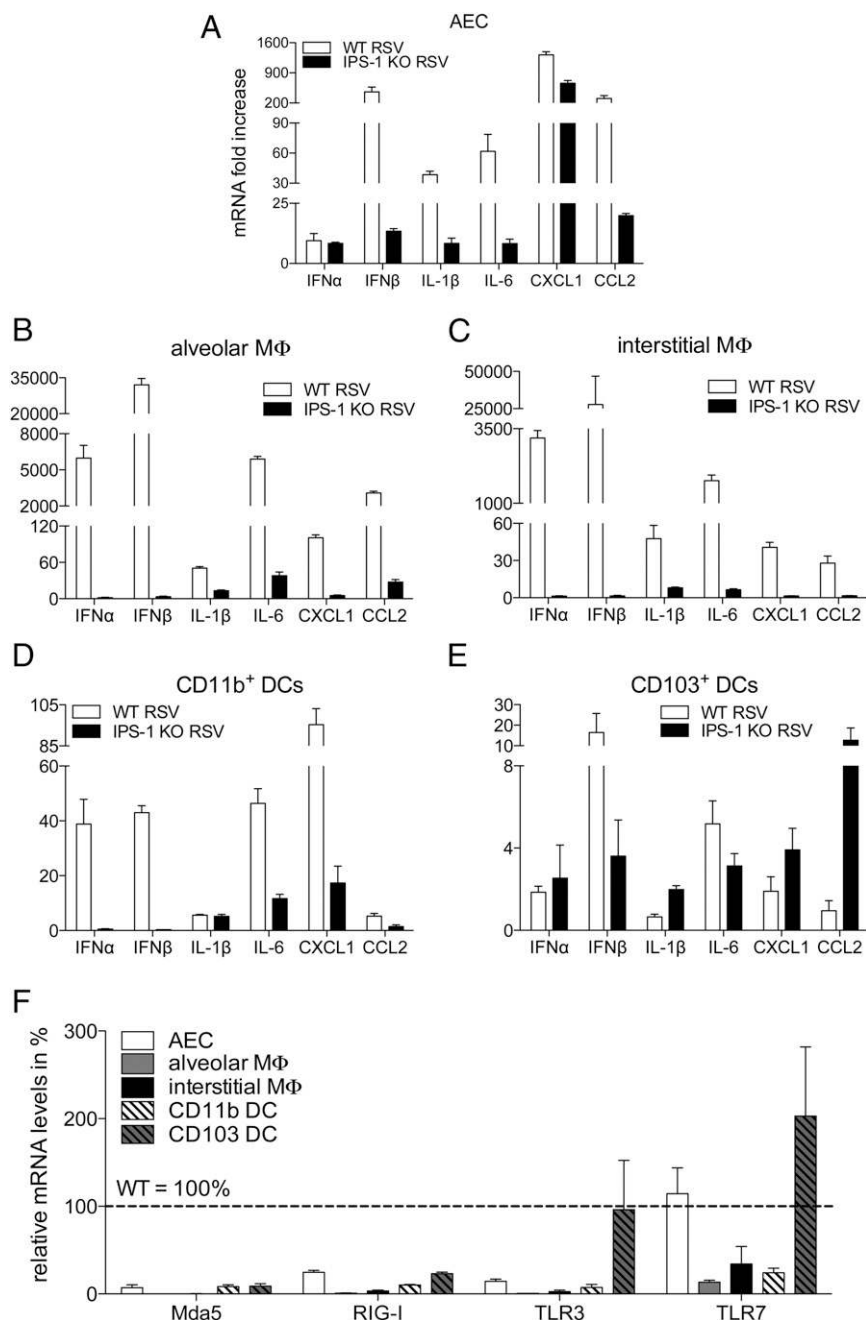 A
AEC
WT RSV
IPS-1 KO RSV
mRNA fold increase
1600
900
200
90
60
30
25
0
IFNα IFNβ IL-1β IL-6 CXCL1 CCL2
B
alveolar MΦ
WT RSV
IPS-1 KO RSV
35000
20000
8000
5000
2000
120
60
0
IFNα IFNβ IL-1β IL-6 CXCL1 CCL2
C
interstitial MΦ
WT RSV
IPS-1 KO RSV
50000
25000
3500
1000
60
30
0
IFNα IFNβ IL-1β IL-6 CXCL1 CCL2
D
CD11b+ DCs
WT RSV
IPS-1 KO RSV
105
85
60
40
20
0
IFNα IFNβ IL-1β IL-6 CXCL1 CCL2
E
CD103+ DCs
WT RSV
IPS-1 KO RSV
30
20
10
8
4
0
IFNα IFNβ IL-1β IL-6 CXCL1 CCL2
F
AEC
alveolar MΦ
interstitial MΦ
CD11b DC
CD103 DC
WT = 100%
relative mRNA levels in %
300
200
100
0
Mda5 RIG-I TLR3 TLR7